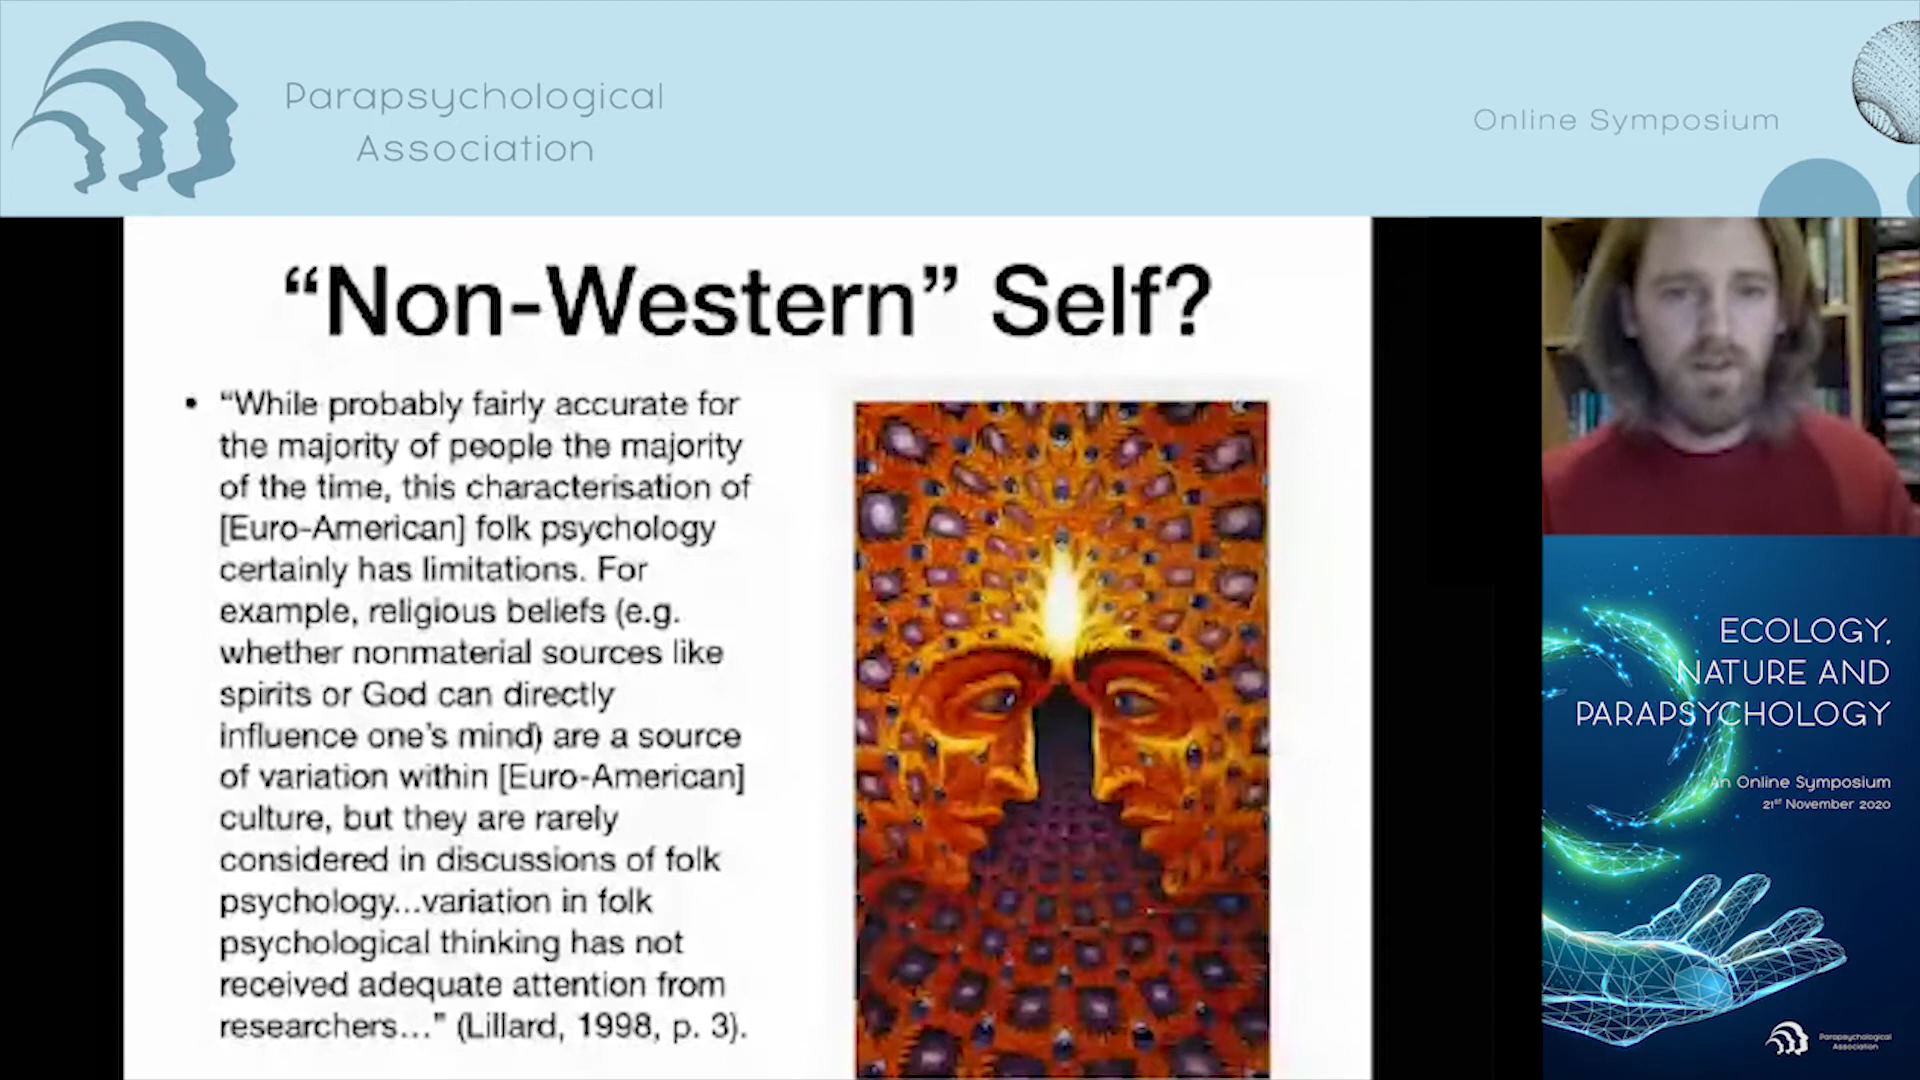 Parapsychological
Association
Online Symposium
“Non-Western” Self?
• “While probably fairly accurate for
the majority of people the majority
of the time, this characterisation of
[Euro-American] folk psychology
certainly has limitations. For
example, religious beliefs (e.g.
whether nonmaterial sources like
spirits or God can directly
influence one’s mind) are a source
of variation within [Euro-American]
culture, but they are rarely
considered in discussions of folk
psychology...variation in folk
psychological thinking has not
received adequate attention from
researchers...” (Lillard, 1998, p. 3).
ECOLOGY,
NATURE AND
PARAPSYCHOLOGY
An Online Symposium
21st November 2020
Parapsychological
Association